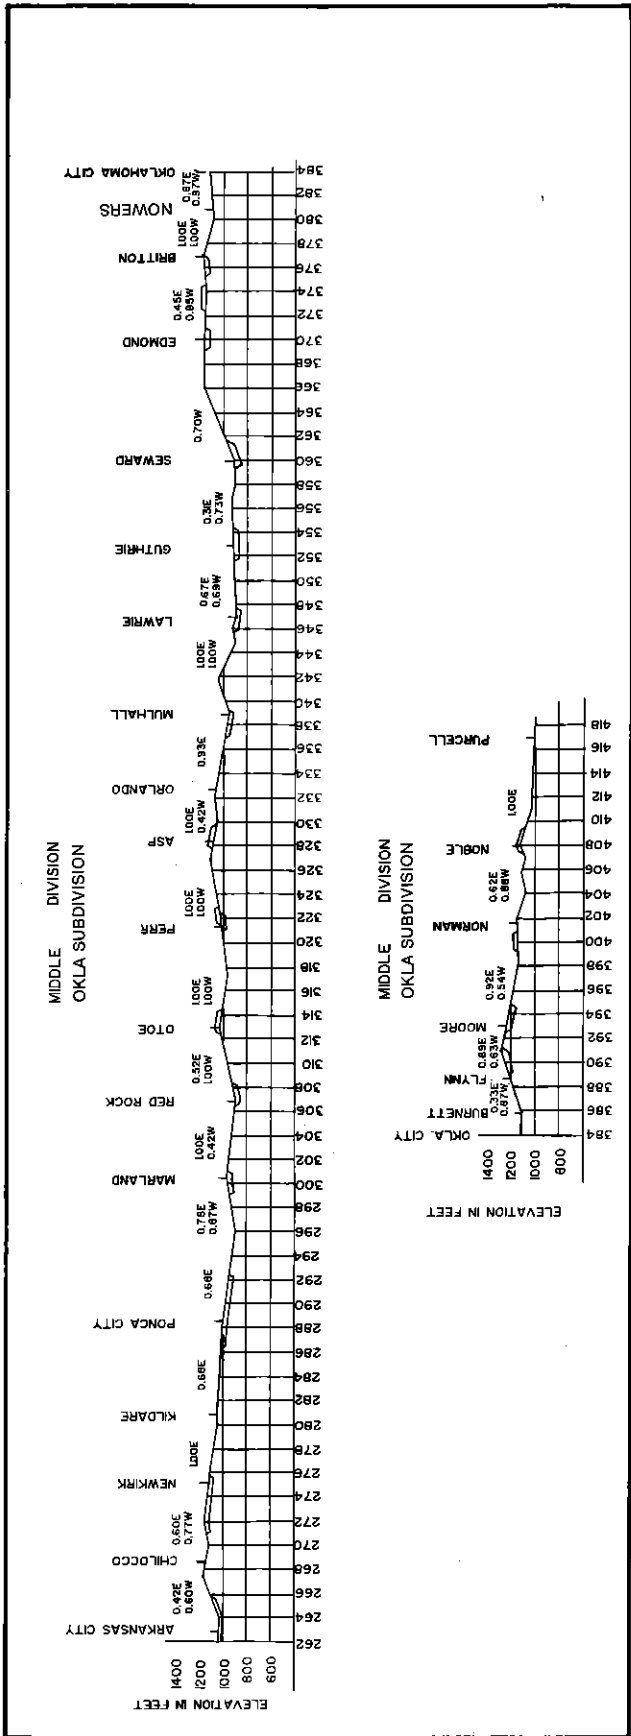 MIDDLE DIVISION
OKLA SUBDIVISION
ELEVATION IN FEET
1400
1200
1000
800
600
ARKANSAS CITY
CHILOCCO
NEWKIRK
KILDARE
PONCA CITY
MARLAND
RED ROCK
OTOE
PERR
ASP
ORLANDO
MULHALL
LAWRIE
GUTHRIE
SEWARD
EDMOND
BRITTON
NOWERS
OKLAHOMA CITY
0.42E
0.60W
0.60E
0.77W
1.00E
0.68E
0.68E
0.78E
0.67W
1.00E
0.42W
0.52E
1.00W
1.00E
1.00W
1.00E
1.00W
1.00E
0.42W
0.93E
1.00E
1.00W
0.67E
0.69W
0.31E
0.73W
0.70W
0.45E
0.85W
1.00E
1.00W
0.87E
0.97W
262 264 266 268 270 272 274 276 278 280 282 284 286 288 290 292 294 296 298 300 302 304 306 308 310 312 314 316 318 320 322 324 326 328 330 332 334 336 338 340 342 344 346 348 350 352 354 356 358 360 362 364 366 368 370 372 374 376 378 380 382 384
MIDDLE DIVISION
OKLA SUBDIVISION
ELEVATION IN FEET
1400
1200
1000
800
OKLA. CITY
BURNETT
FLYNN
MOORE
NORMAN
NOBLE
PURCELL
0.33E
0.87W
0.89E
0.63W
0.92E
0.54W
0.62E
0.88W
1.00E
384 386 388 390 392 394 396 398 400 402 404 406 408 410 412 414 416 418